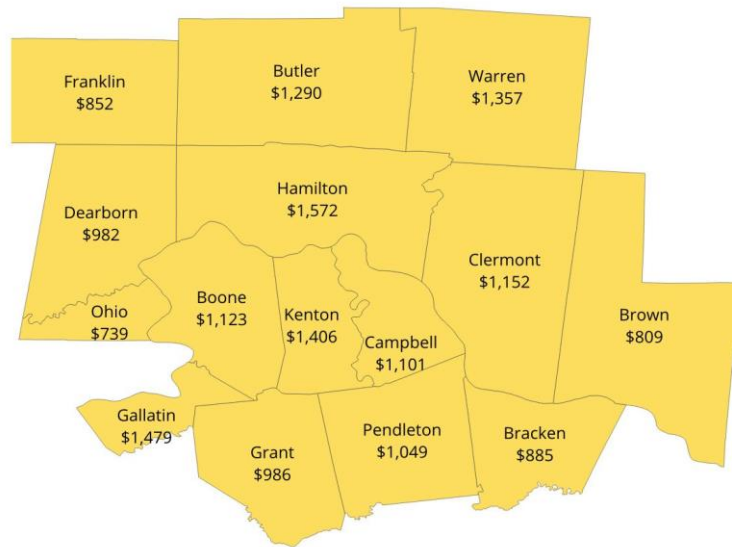 Franklin
$852
Butler
$1,290
Warren
$1,357
Dearborn
$982
Hamilton
$1,572
Clermont
$1,152
Brown
$809
Ohio
$739
Boone
$1,123
Kenton
$1,406
Campbell
$1,101
Gallatin
$1,479
Grant
$986
Pendleton
$1,049
Bracken
$885